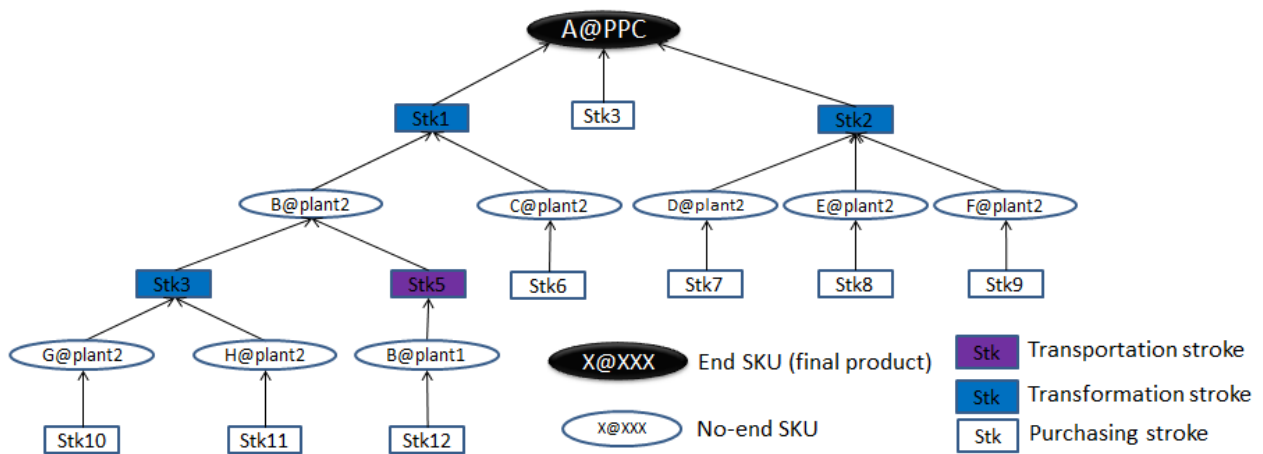 A@PPC
Stk1
Stk3
Stk2
B@plant2
C@plant2
D@plant2
E@plant2
F@plant2
Stk3
Stk5
Stk6
Stk7
Stk8
Stk9
G@plant2
H@plant2
B@plant1
X@XXX
End SKU (final product)
Stk
Transportation stroke
Stk
Transformation stroke
Stk10
Stk11
Stk12
X@XXX
No-end SKU
Stk
Purchasing stroke